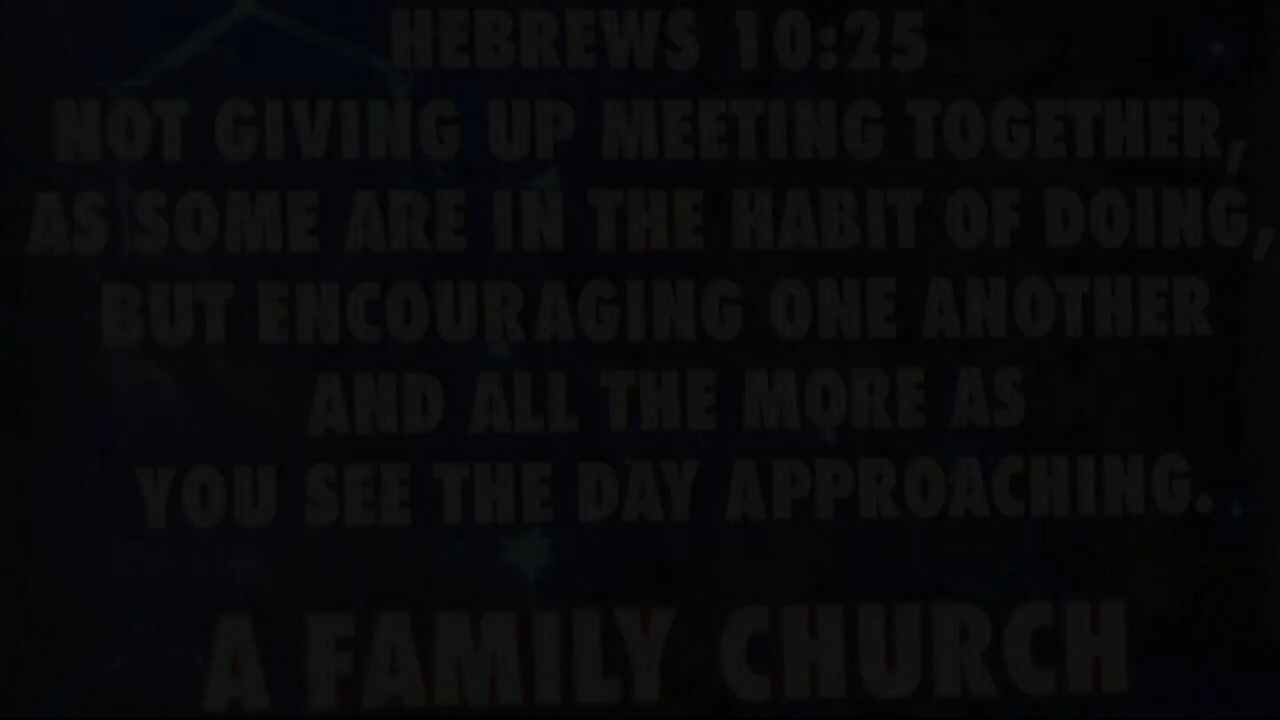 HEBREWS 10:25
NOT GIVING UP MEETING TOGETHER,
AS SOME ARE IN THE HABIT OF DOING,
BUT ENCOURAGING ONE ANOTHER
AND ALL THE MORE AS
YOU SEE THE DAY APPROACHING.
A FAMILY CHURCH